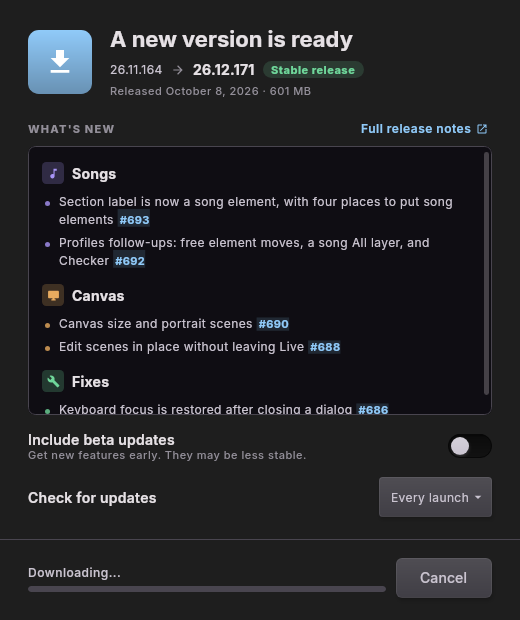 A new version is ready
26.11.164 → 26.12.171 Stable release
Released October 8, 2026 · 601 MB
WHAT'S NEW
Full release notes
Songs
Section label is now a song element, with four places to put song
elements #693
Profiles follow-ups: free element moves, a song All layer, and
Checker #692
Canvas
Canvas size and portrait scenes #690
Edit scenes in place without leaving Live #688
Fixes
Keyboard focus is restored after closing a dialog #686
Include beta updates
Get new features early. They may be less stable.
Check for updates
Every launch
Downloading...
Cancel